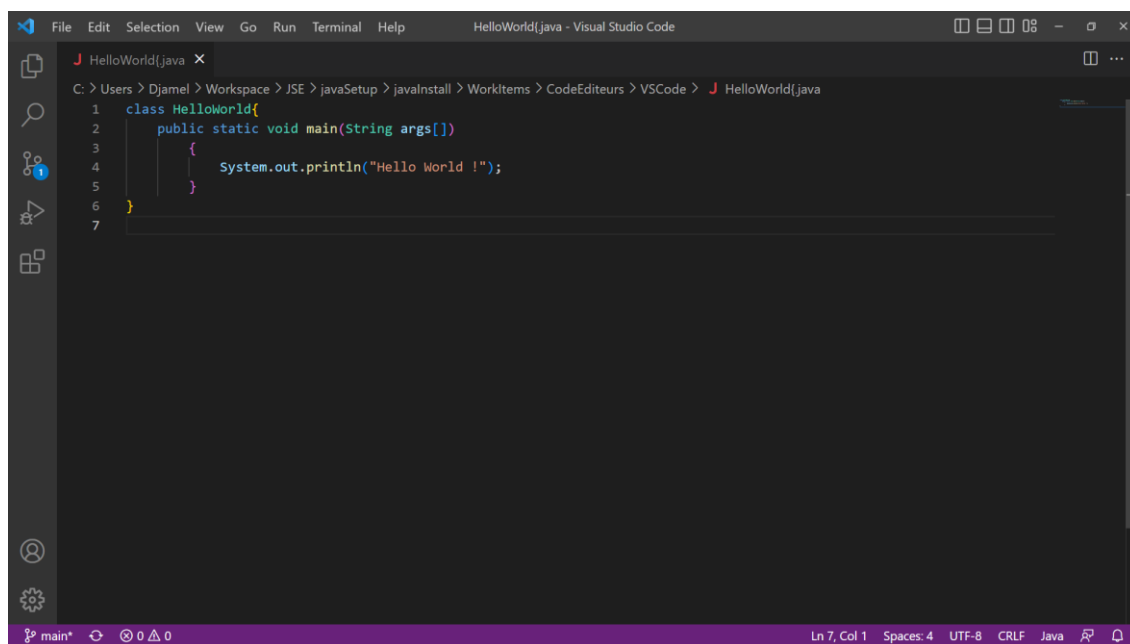 File Edit Selection View Go Run Terminal Help HelloWorld{.java - Visual Studio Code
J HelloWorld{.java
C: > Users > Djamel > Workspace > JSE > javaSetup > javaInstall > WorkItems > CodeEditeurs > VSCode > J HelloWorld{.java
1 class HelloWorld{
2 public static void main(String args[])
3 {
4 System.out.println("Hello World !");
5 }
6 }
7
1
main* 0 0 Ln 7, Col 1 Spaces: 4 UTF-8 CRLF Java